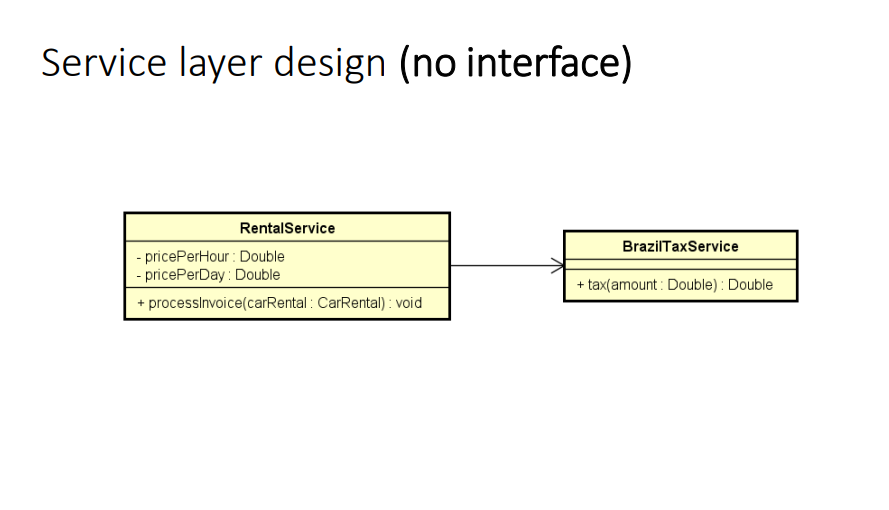 Service layer design (no interface)
RentalService
- pricePerHour : Double
- pricePerDay : Double
+ processInvoice(carRental : CarRental) : void
BrazilTaxService
+ tax(amount : Double) : Double